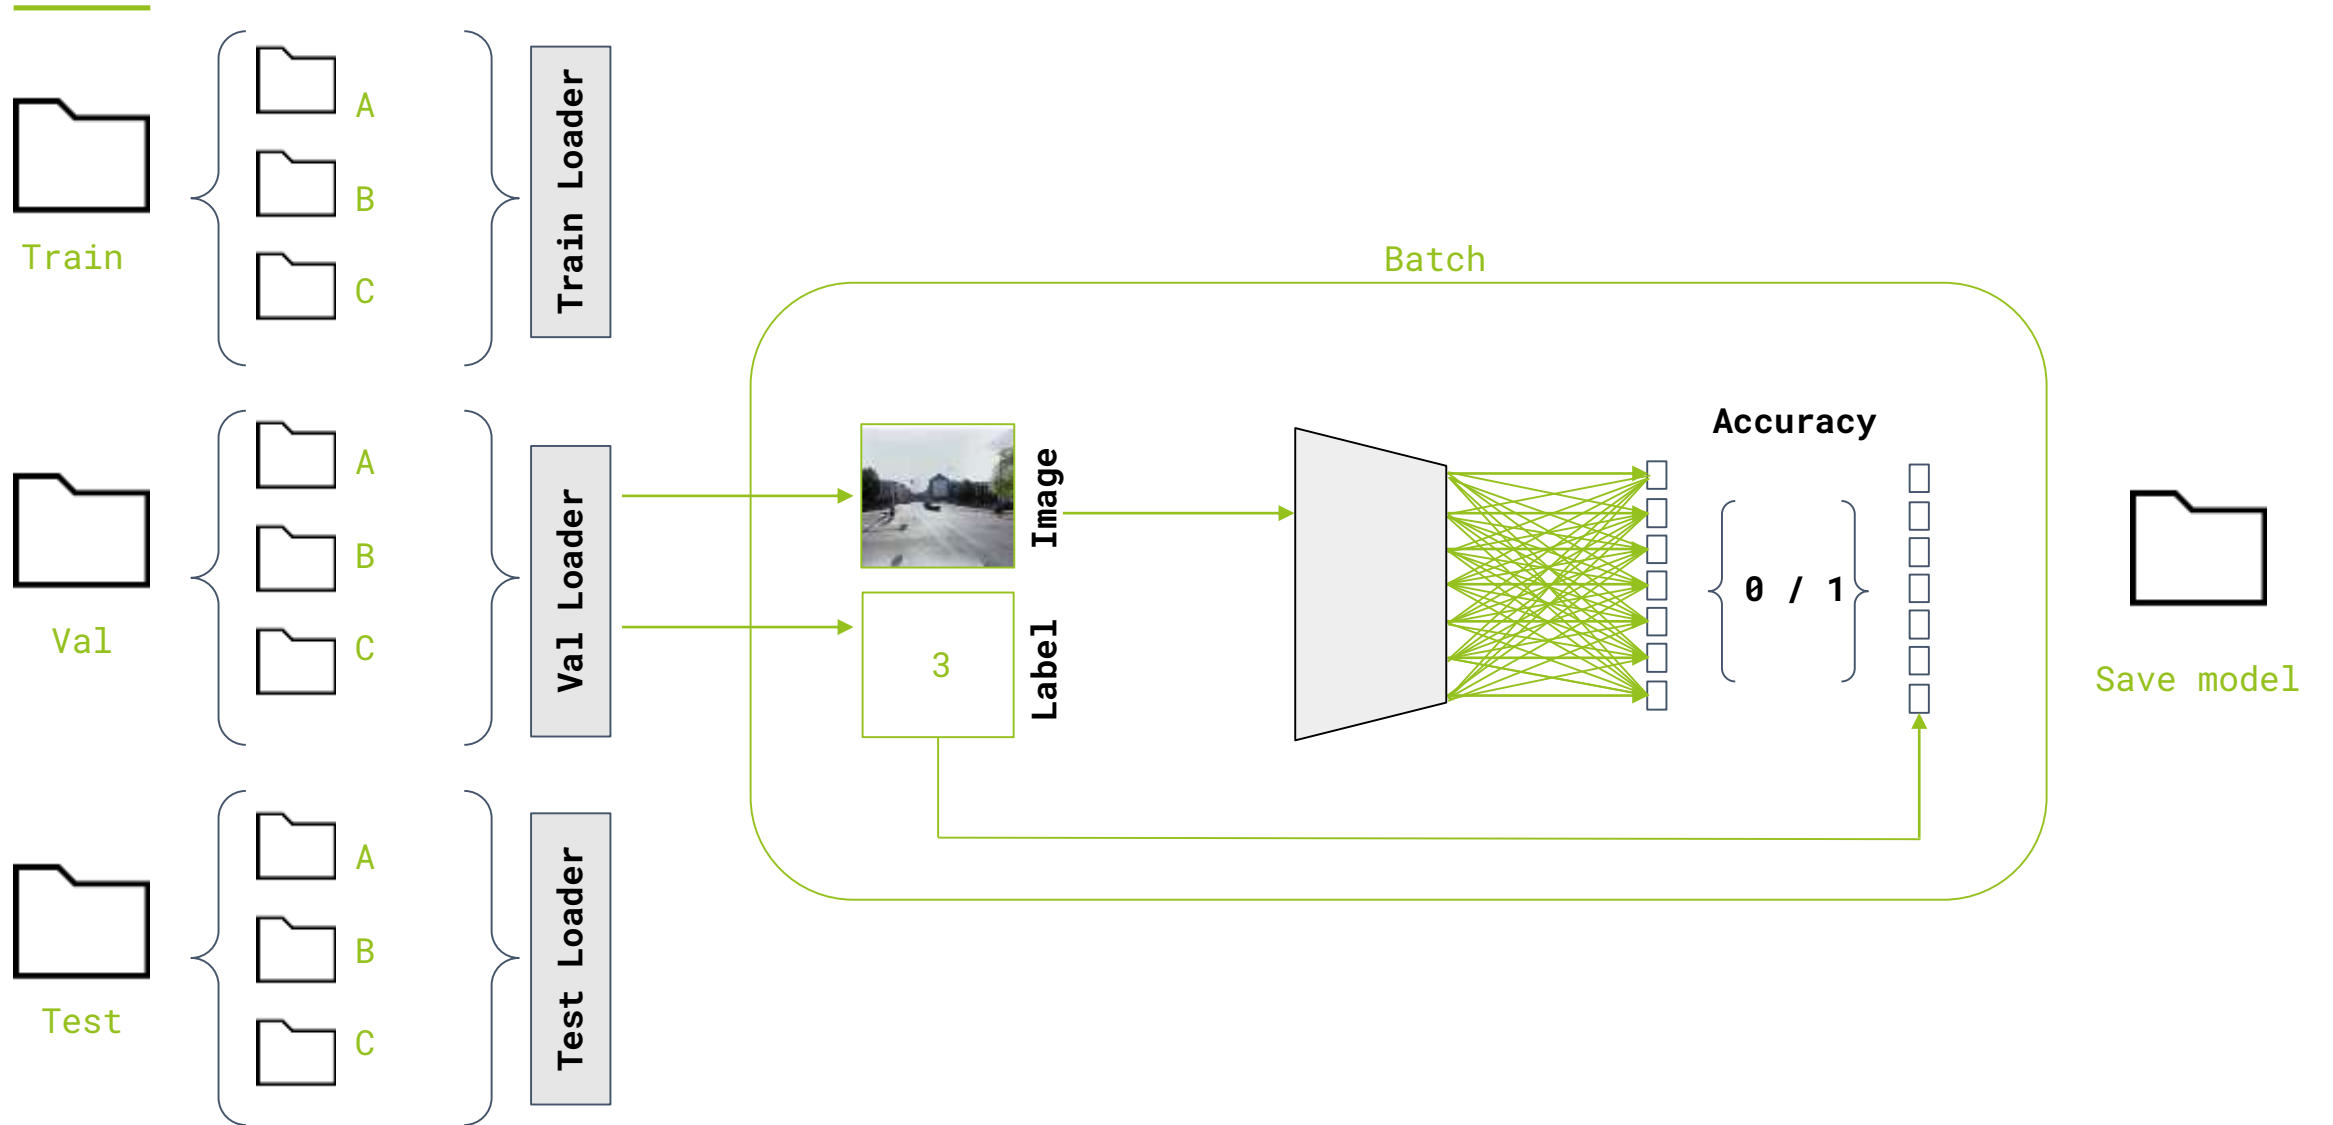 A
B
C
Train
Train Loader
A
B
C
Val
Val Loader
A
B
C
Test
Test Loader
Batch
Image
3
Label
Accuracy
0 / 1
Save model